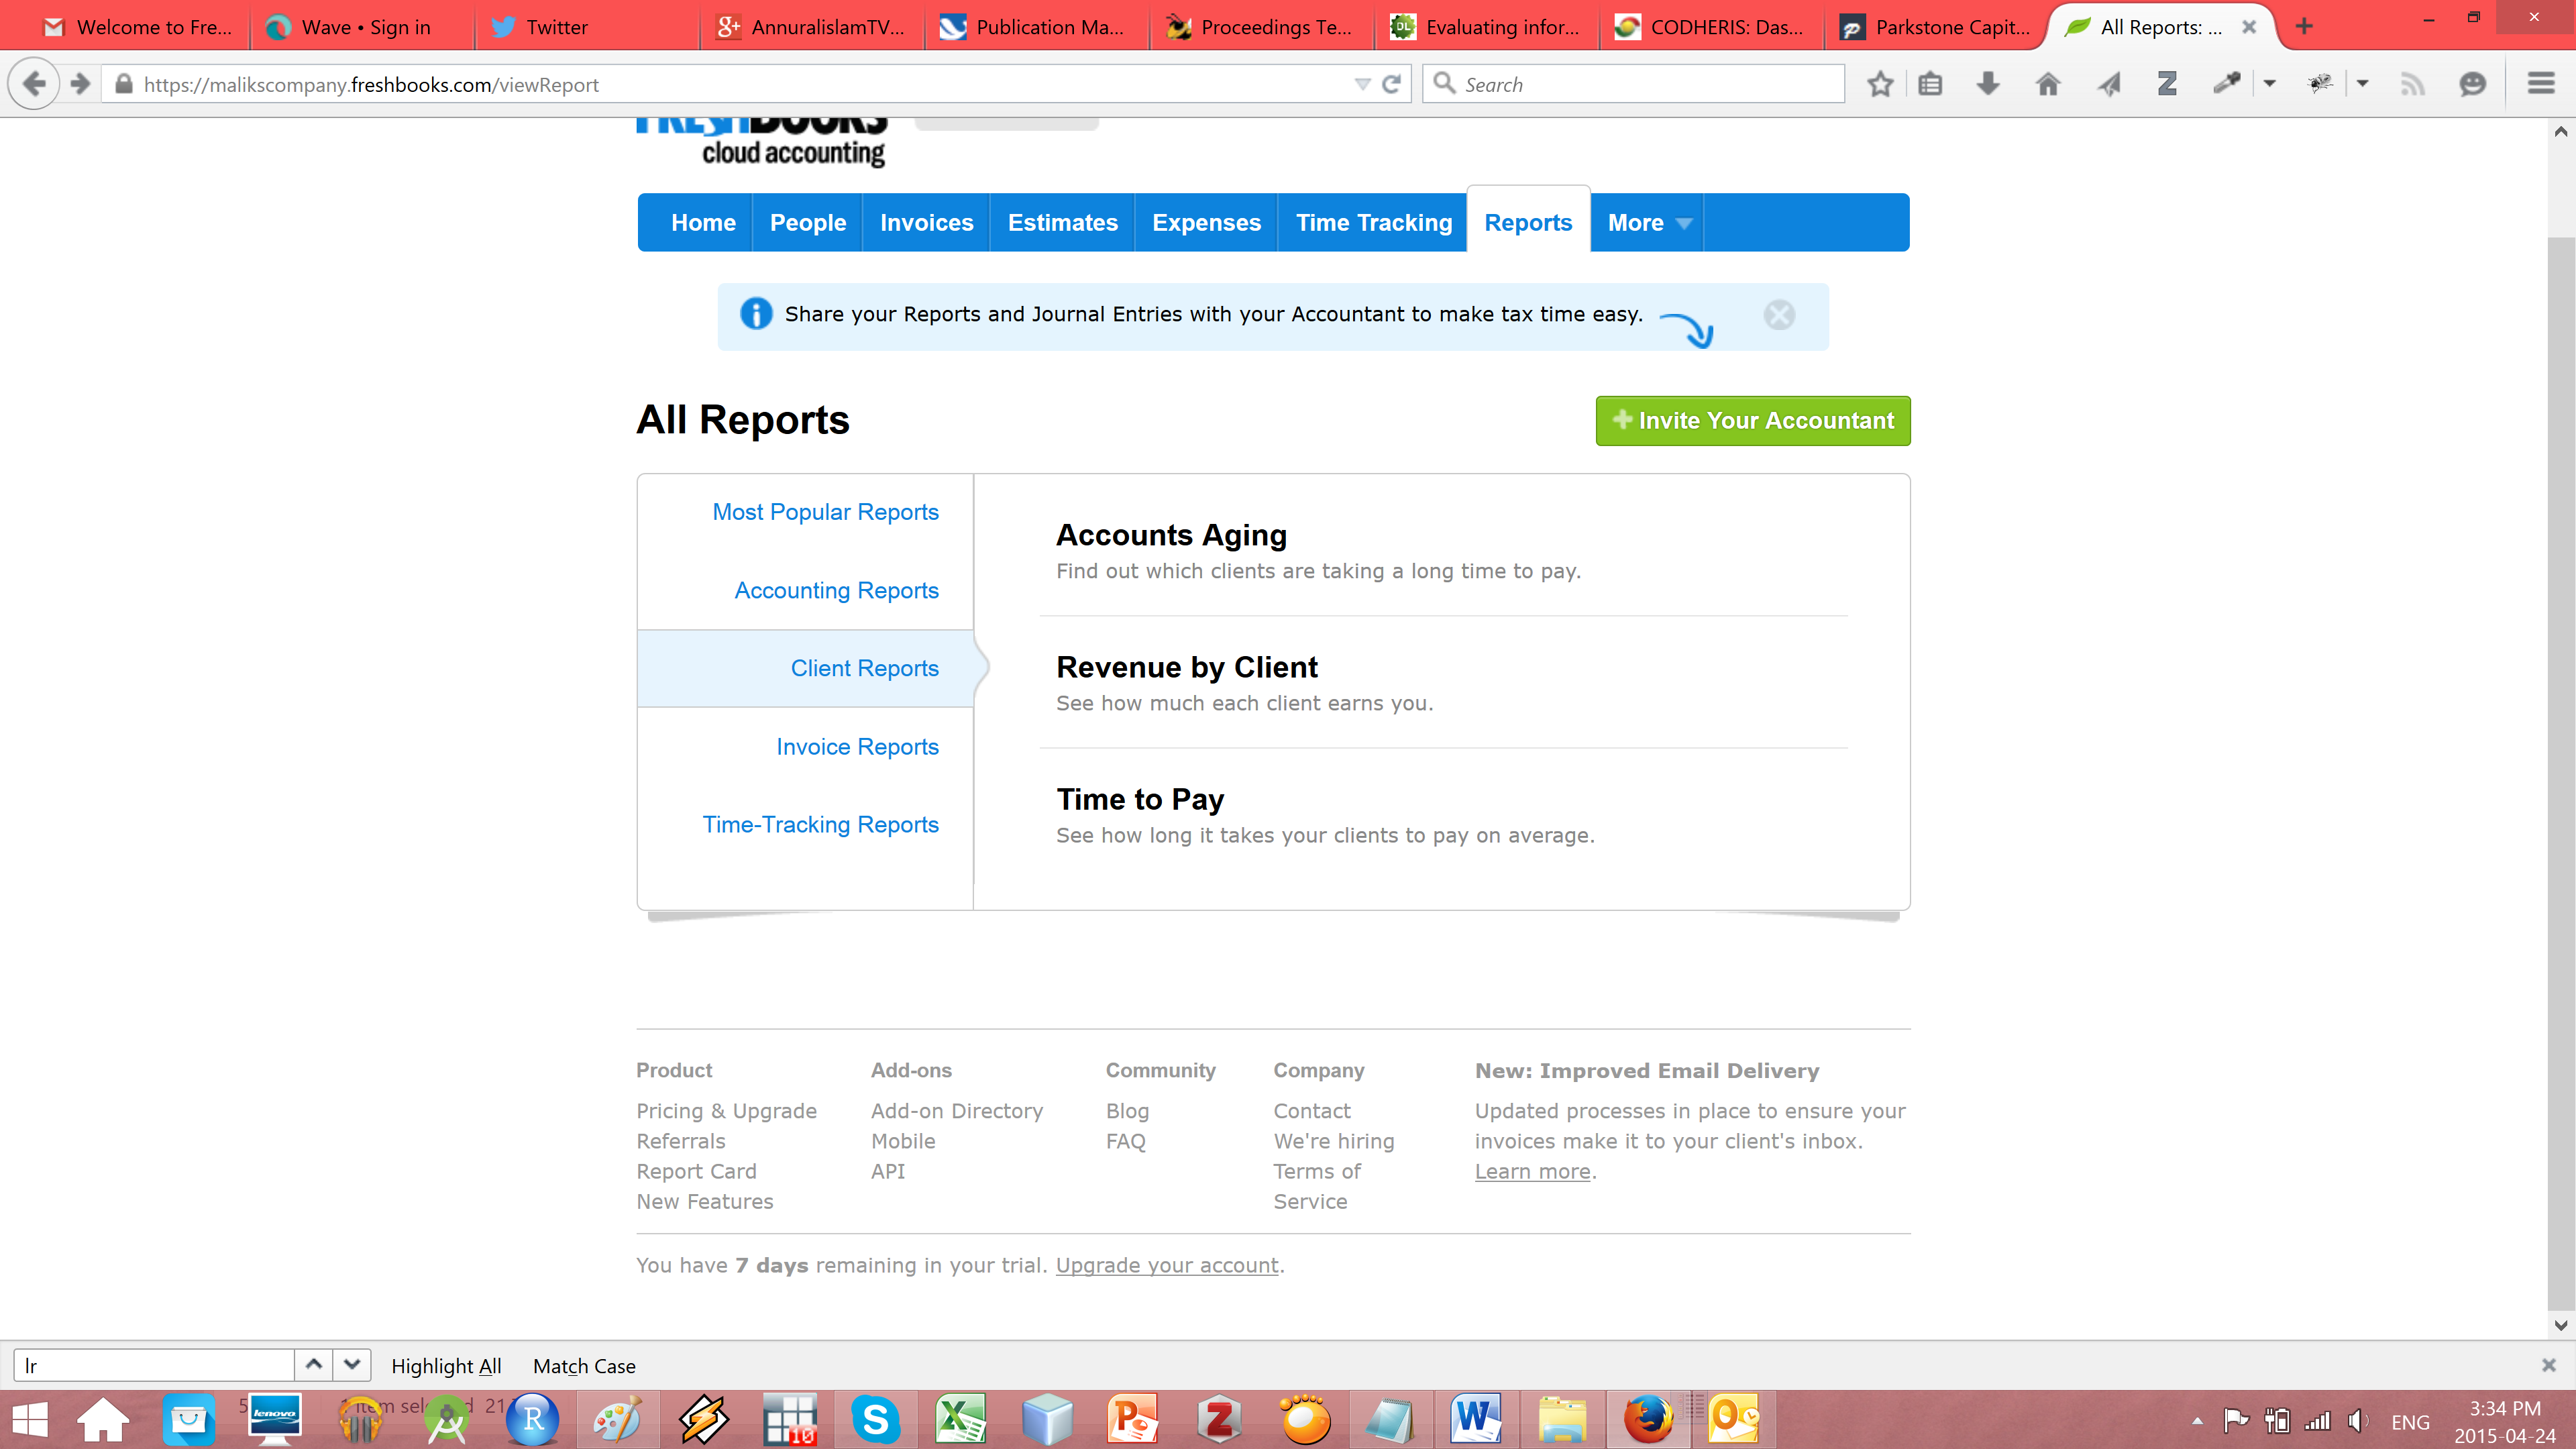 Welcome to Fre...
Wave • Sign in
Twitter
AnnuralislamTV...
Publication Ma...
Proceedings Te...
Evaluating infor...
CODHERIS: Das...
Parkstone Capit...
All Reports: ...
https://malikscompany.freshbooks.com/viewReport
Search
FRESHBOOKS
cloud accounting
Home
People
Invoices
Estimates
Expenses
Time Tracking
Reports
More
Share your Reports and Journal Entries with your Accountant to make tax time easy.
All Reports
Invite Your Accountant
Most Popular Reports
Accounting Reports
Client Reports
Invoice Reports
Time-Tracking Reports
Accounts Aging
Find out which clients are taking a long time to pay.
Revenue by Client
See how much each client earns you.
Time to Pay
See how long it takes your clients to pay on average.
Product
Pricing & Upgrade
Referrals
Report Card
New Features
Add-ons
Add-on Directory
Mobile
API
Community
Blog
FAQ
Company
Contact
We're hiring
Terms of
Service
New: Improved Email Delivery
Updated processes in place to ensure your
invoices make it to your client's inbox.
Learn more.
You have 7 days remaining in your trial. Upgrade your account.
lr
Highlight All
Match Case
lenovo
10
ENG
3:34 PM
2015-04-24